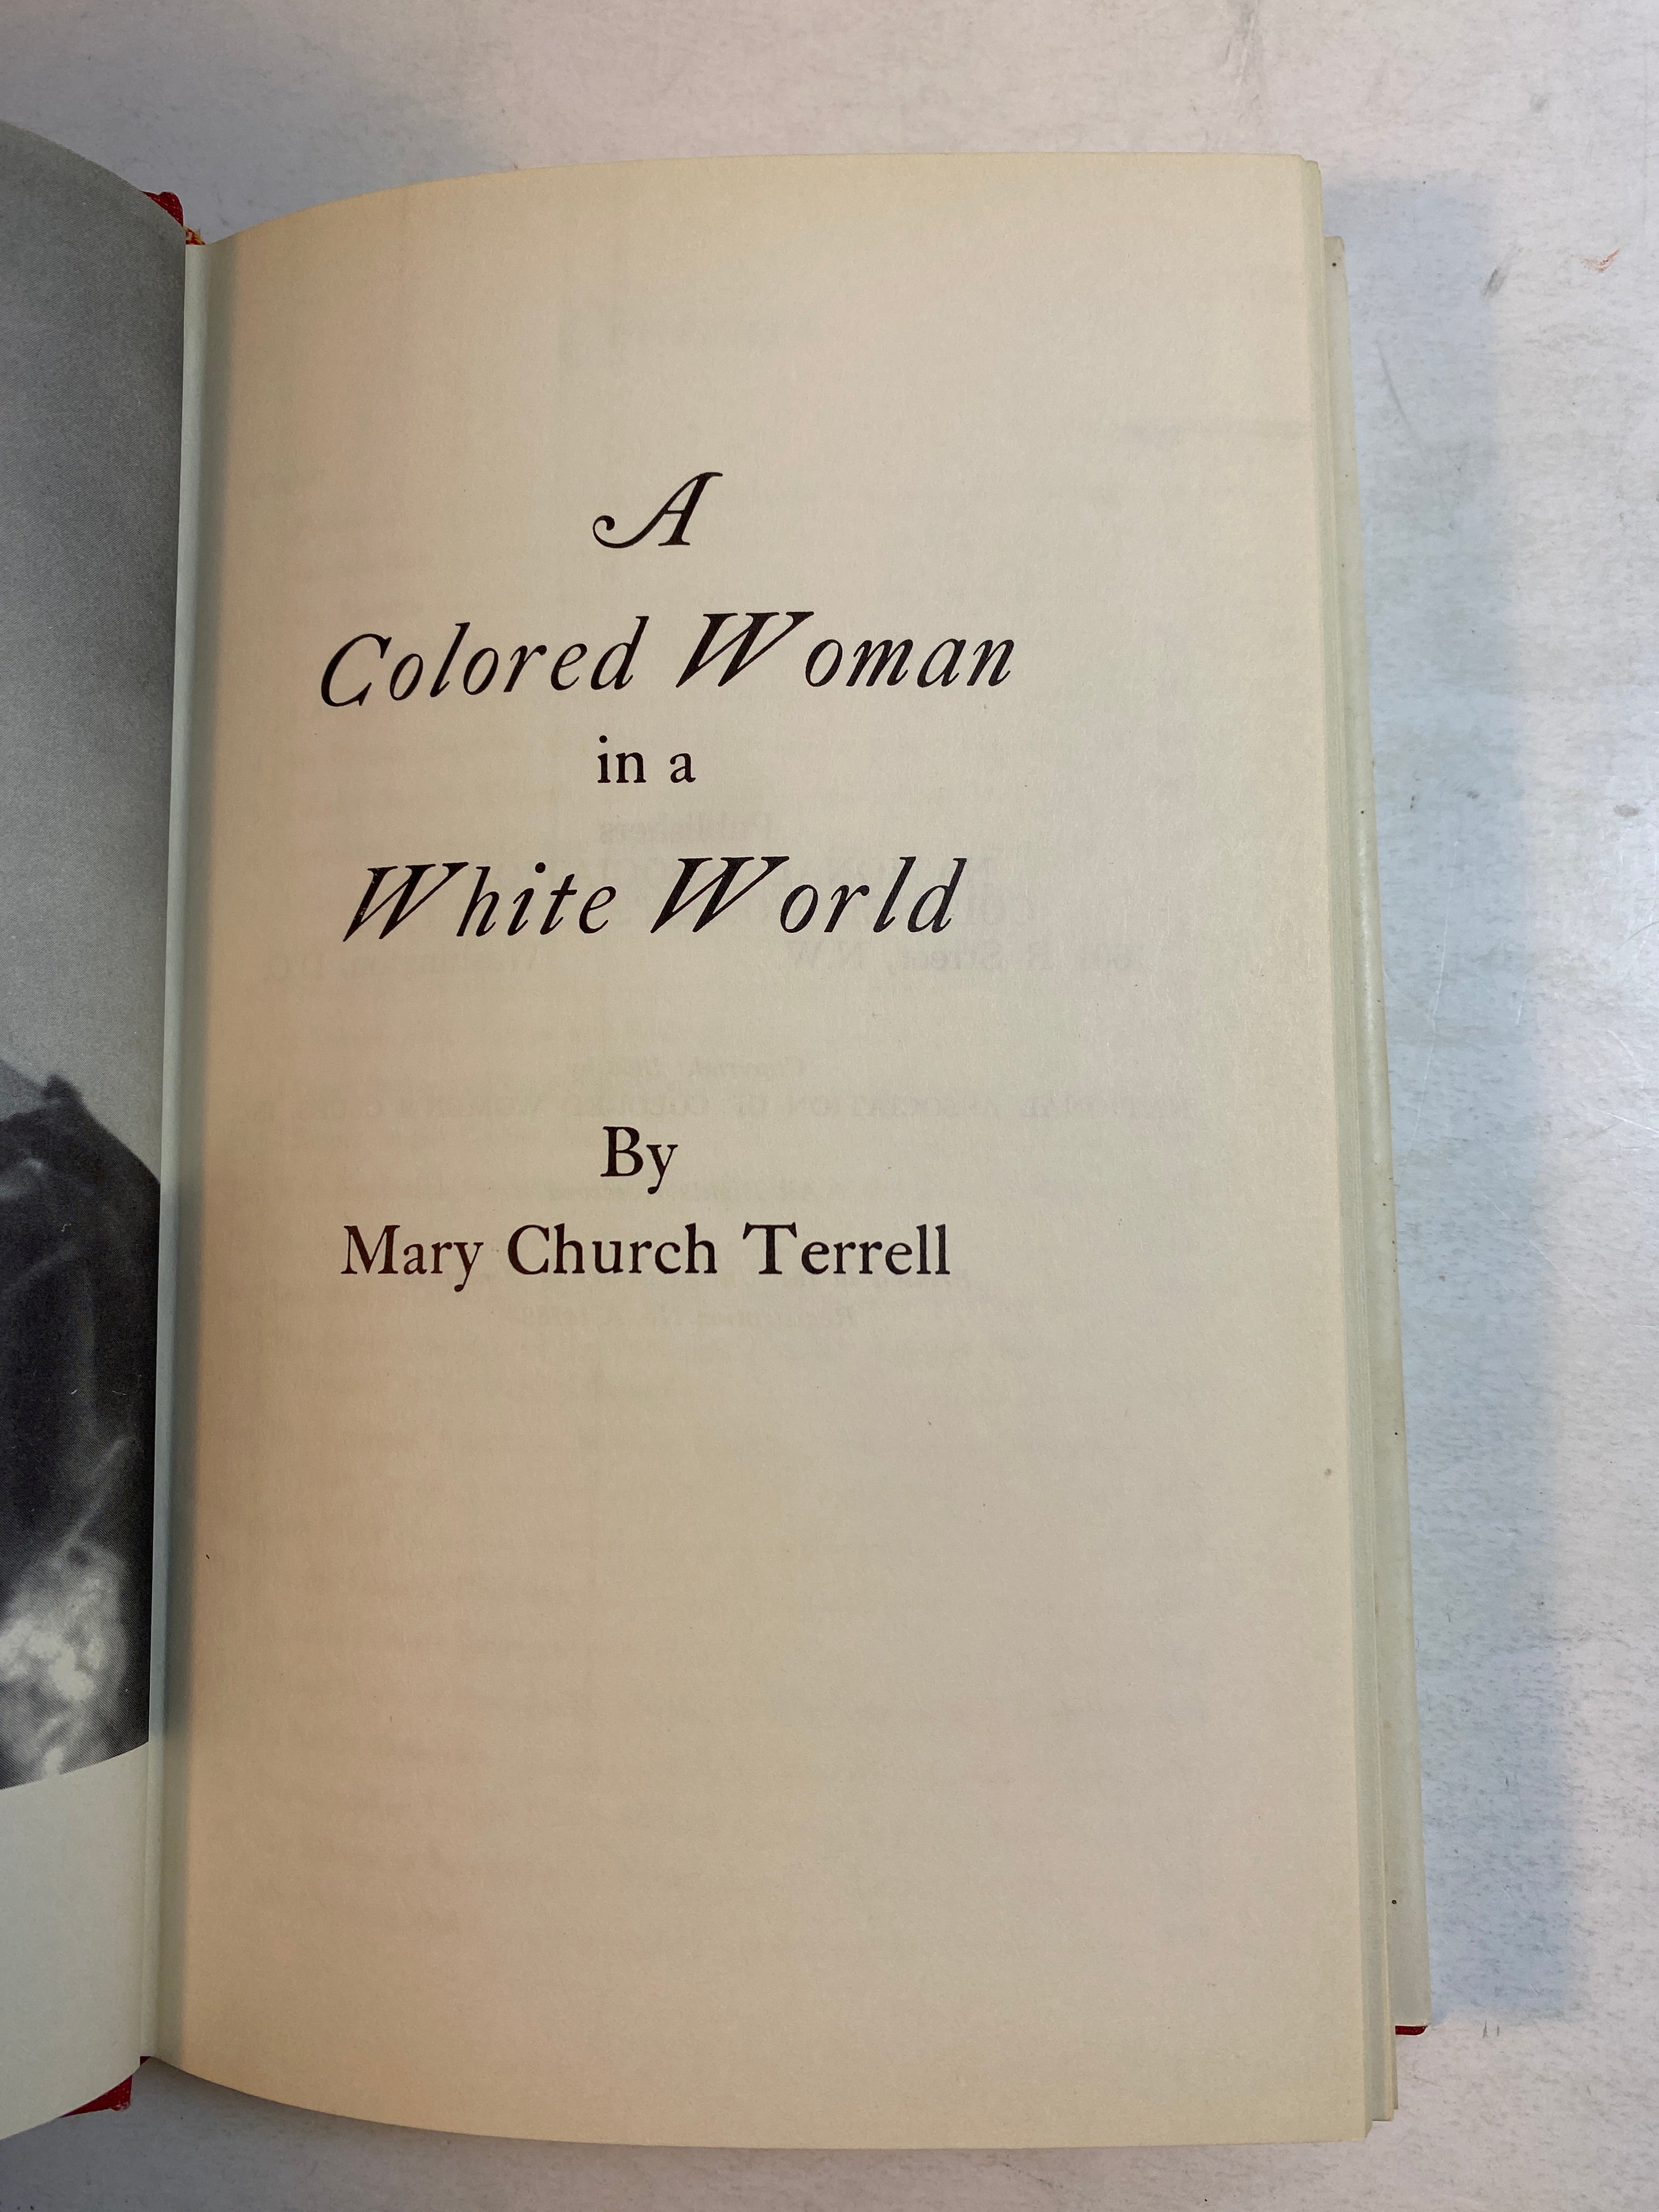 A
Colored Woman
in a
White World
By
Mary Church Terrell